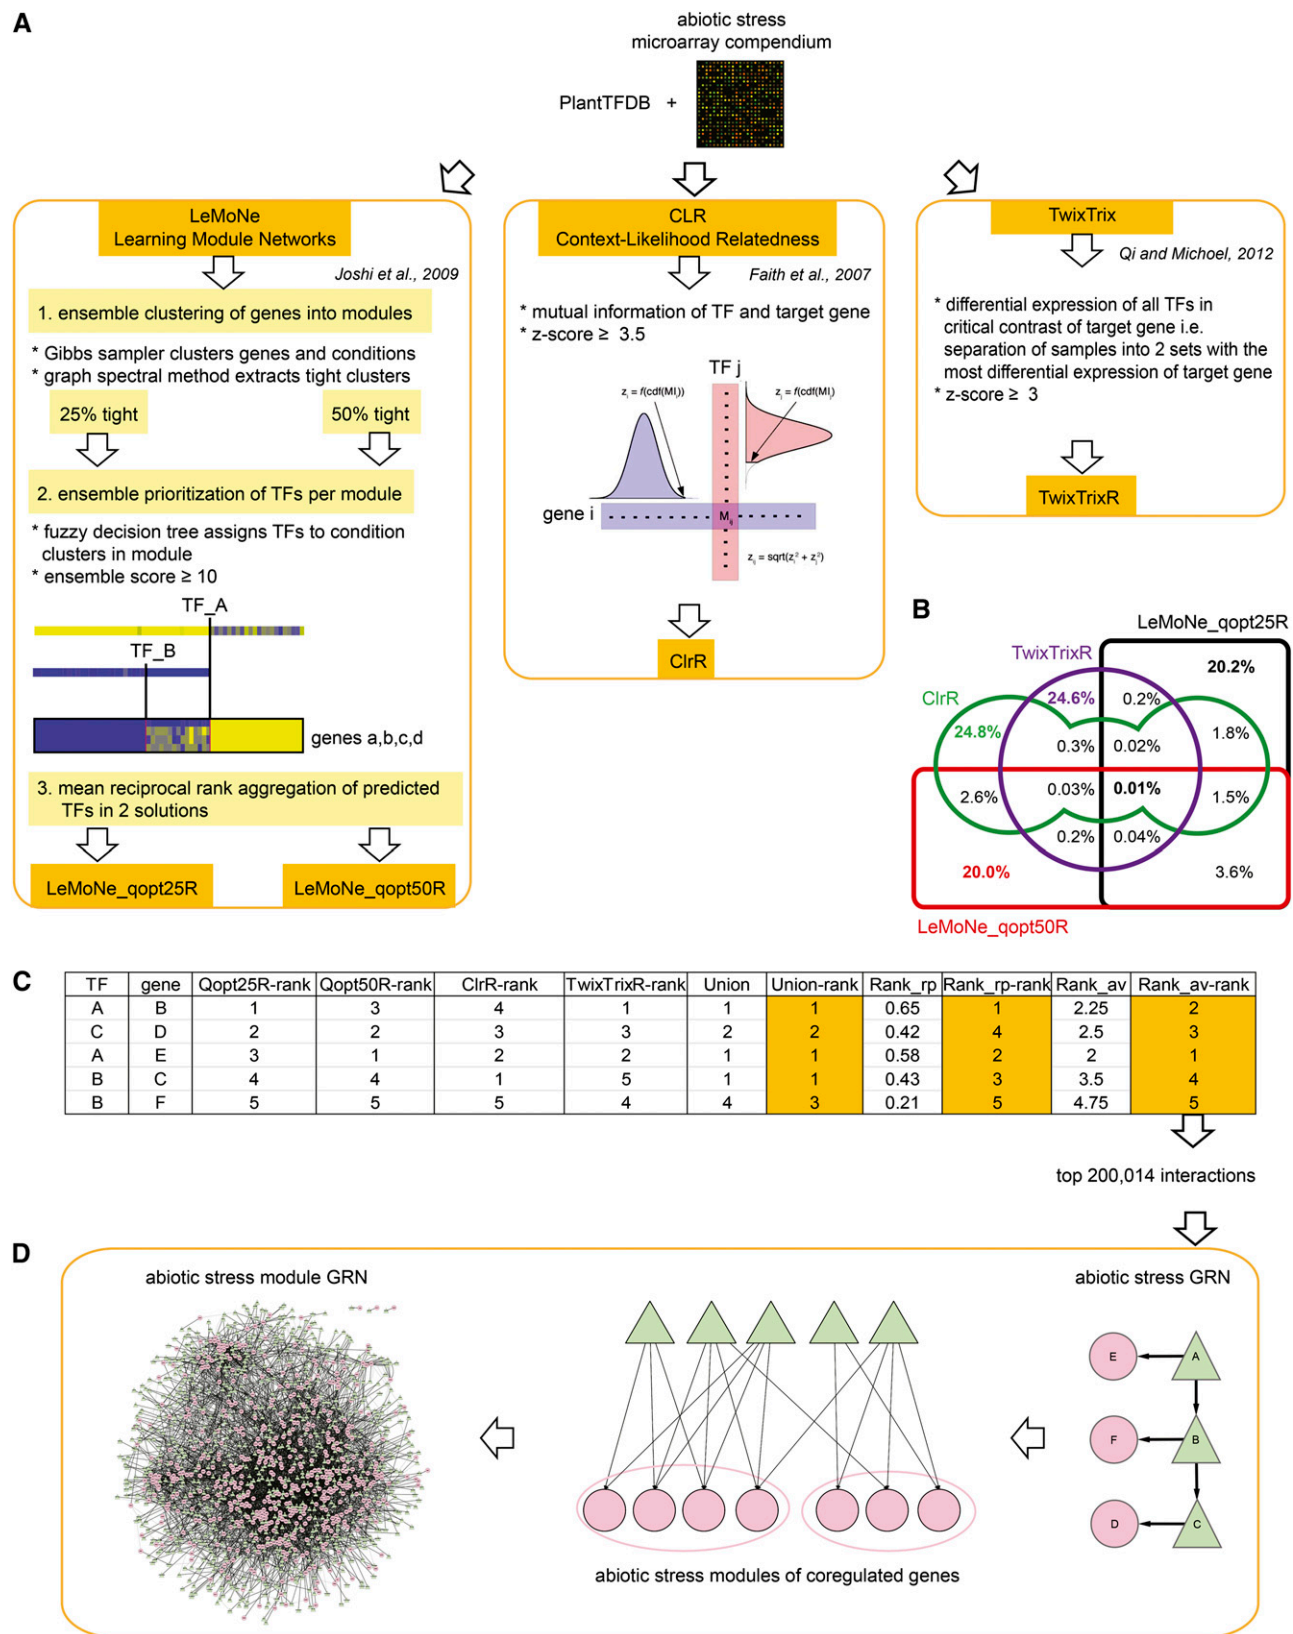 A
abiotic stress
microarray compendium
PlantTFDB +
LeMoNe
Learning Module Networks
Joshi et al., 2009
1. ensemble clustering of genes into modules
* Gibbs sampler clusters genes and conditions
* graph spectral method extracts tight clusters
25% tight
50% tight
2. ensemble prioritization of TFs per module
* fuzzy decision tree assigns TFs to condition
clusters in module
* ensemble score ≥ 10
TF_A
TF_B
genes a,b,c,d
3. mean reciprocal rank aggregation of predicted
TFs in 2 solutions
LeMoNe_qopt25R
LeMoNe_qopt50R
CLR
Context-Likelihood Relatedness
Faith et al., 2007
* mutual information of TF and target gene
* z-score ≥ 3.5
TF j
zi = f(cdf(MIi))
zj = f(cdf(MIj)
gene i
Mij
zij = sqrt(zi2 + zj2)
ClrR
TwixTrix
Qi and Michoel, 2012
* differential expression of all TFs in
critical contrast of target gene i.e.
separation of samples into 2 sets with the
most differential expression of target gene
* z-score ≥ 3
TwixTrixR
B
LeMoNe_qopt25R
TwixTrixR
20.2%
ClrR
24.6%
0.2%
24.8%
0.3%
0.02%
1.8%
2.6%
0.03%
0.01%
1.5%
0.2%
0.04%
20.0%
3.6%
LeMoNe_qopt50R
C
TF gene Qopt25R-rank Qopt50R-rank ClrR-rank TwixTrixR-rank Union Union-rank Rank_rp Rank_rp-rank Rank_av Rank_av-rank
A B 1 3 4 1 1 1 0.65 1 2.25 2
C D 2 2 3 3 2 2 0.42 4 2.5 3
A E 3 1 2 2 1 1 0.58 2 2 1
B C 4 4 1 5 1 1 0.43 3 3.5 4
B F 5 5 5 4 4 3 0.21 5 4.75 5
top 200,014 interactions
D
abiotic stress module GRN
abiotic stress GRN
E A
F B
D C
abiotic stress modules of coregulated genes